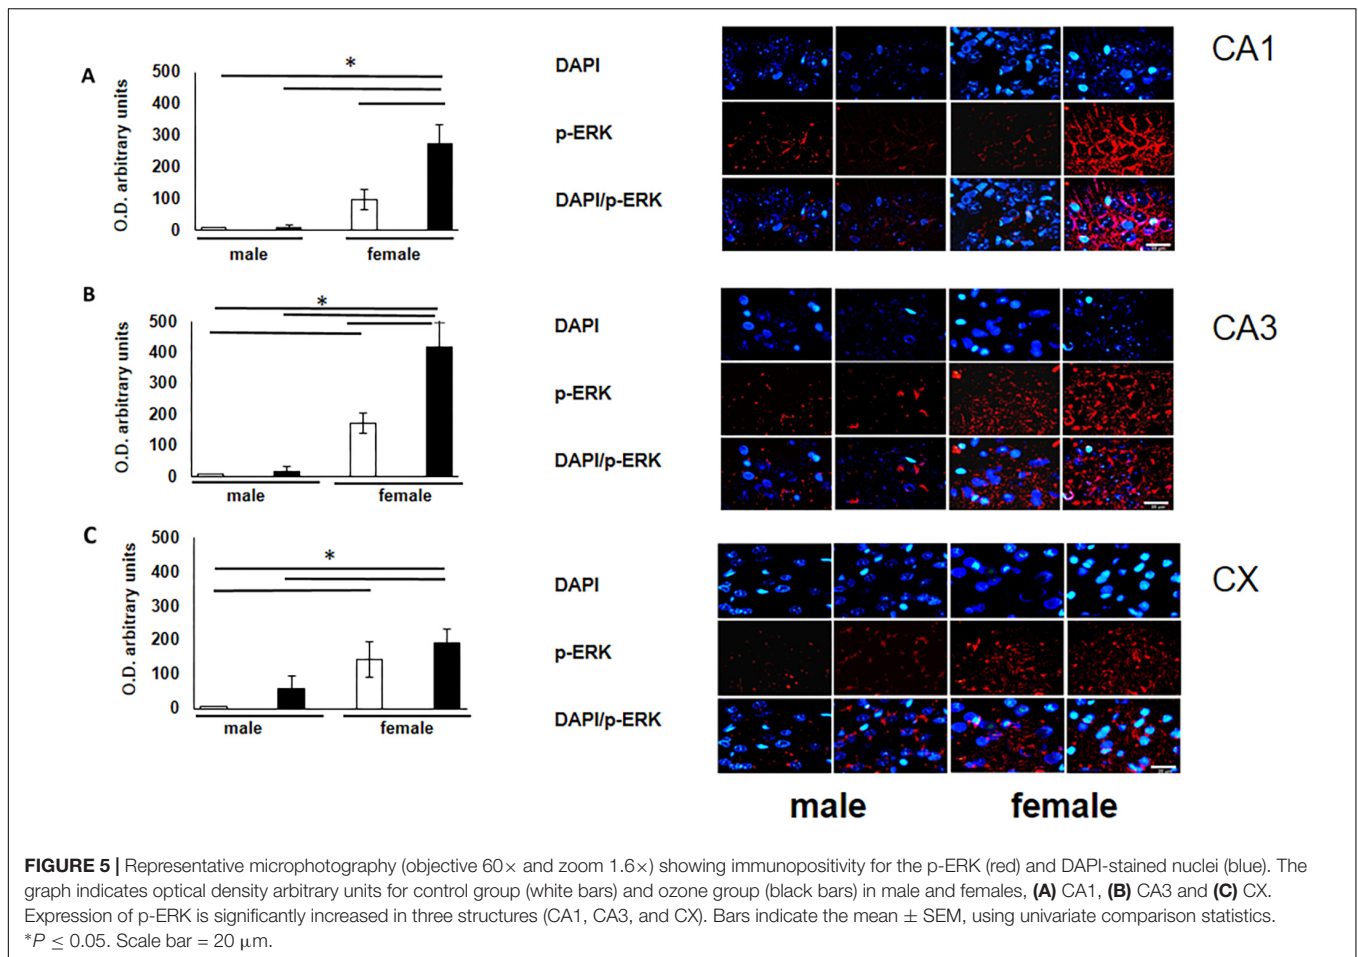 A
500
400
300
200
100
0
O.D. arbitrary units
*
male
female
DAPI
p-ERK
DAPI/p-ERK
CA1
B
500
400
300
200
100
0
O.D. arbitrary units
*
male
female
DAPI
p-ERK
DAPI/p-ERK
CA3
C
500
400
300
200
100
0
O.D. arbitrary units
*
male
female
DAPI
p-ERK
DAPI/p-ERK
CX
male
female
FIGURE 5 | Representative microphotography (objective 60× and zoom 1.6×) showing immunopositivity for the p-ERK (red) and DAPI-stained nuclei (blue). The
graph indicates optical density arbitrary units for control group (white bars) and ozone group (black bars) in male and females, (A) CA1, (B) CA3 and (C) CX.
Expression of p-ERK is significantly increased in three structures (CA1, CA3, and CX). Bars indicate the mean ± SEM, using univariate comparison statistics.
*P ≤ 0.05. Scale bar = 20 μm.